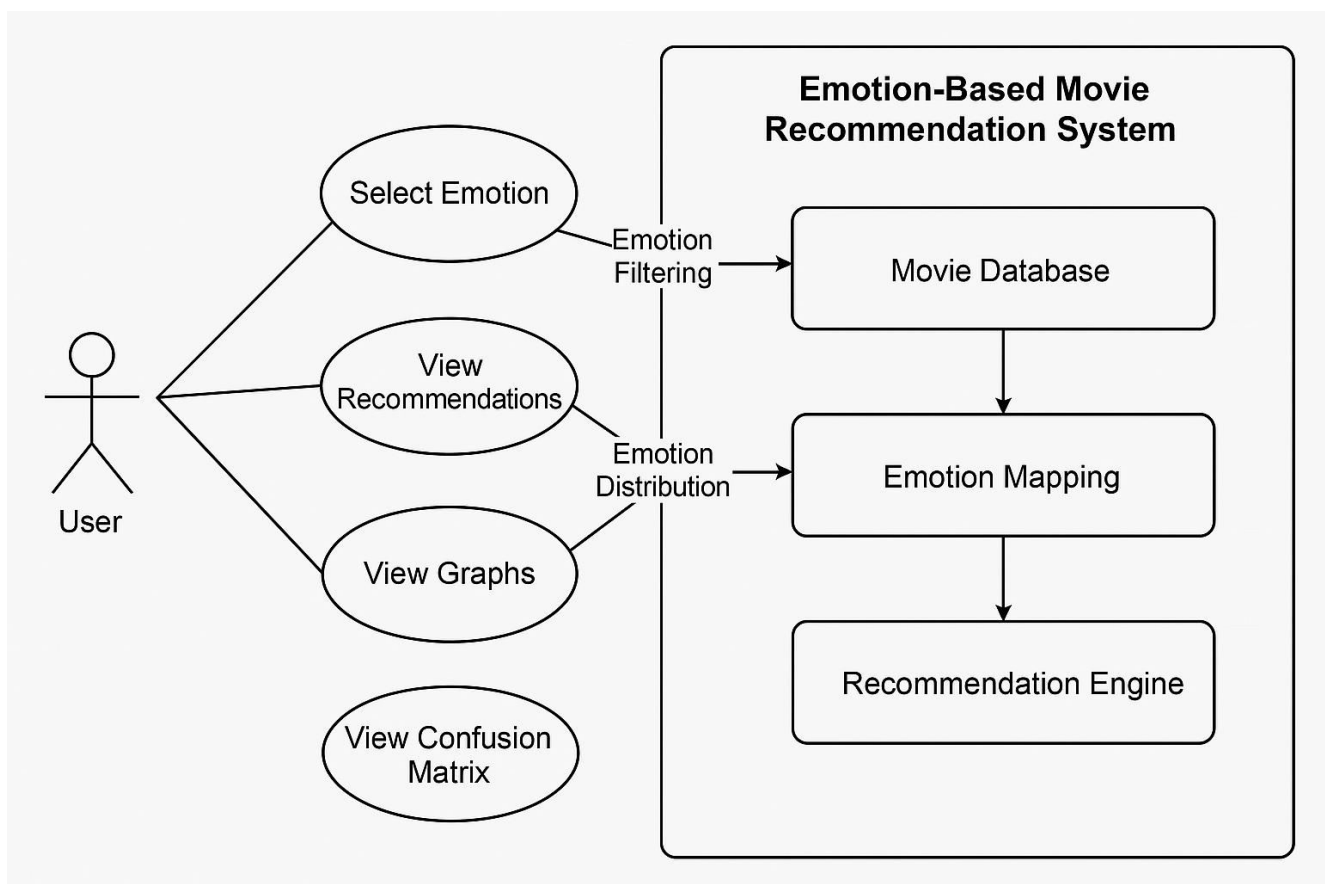 Emotion-Based Movie
Recommendation System
Select Emotion
Emotion
Filtering
Movie Database
View
Recommendations
Emotion
Distribution
Emotion Mapping
User
View Graphs
Recommendation Engine
View Confusion
Matrix